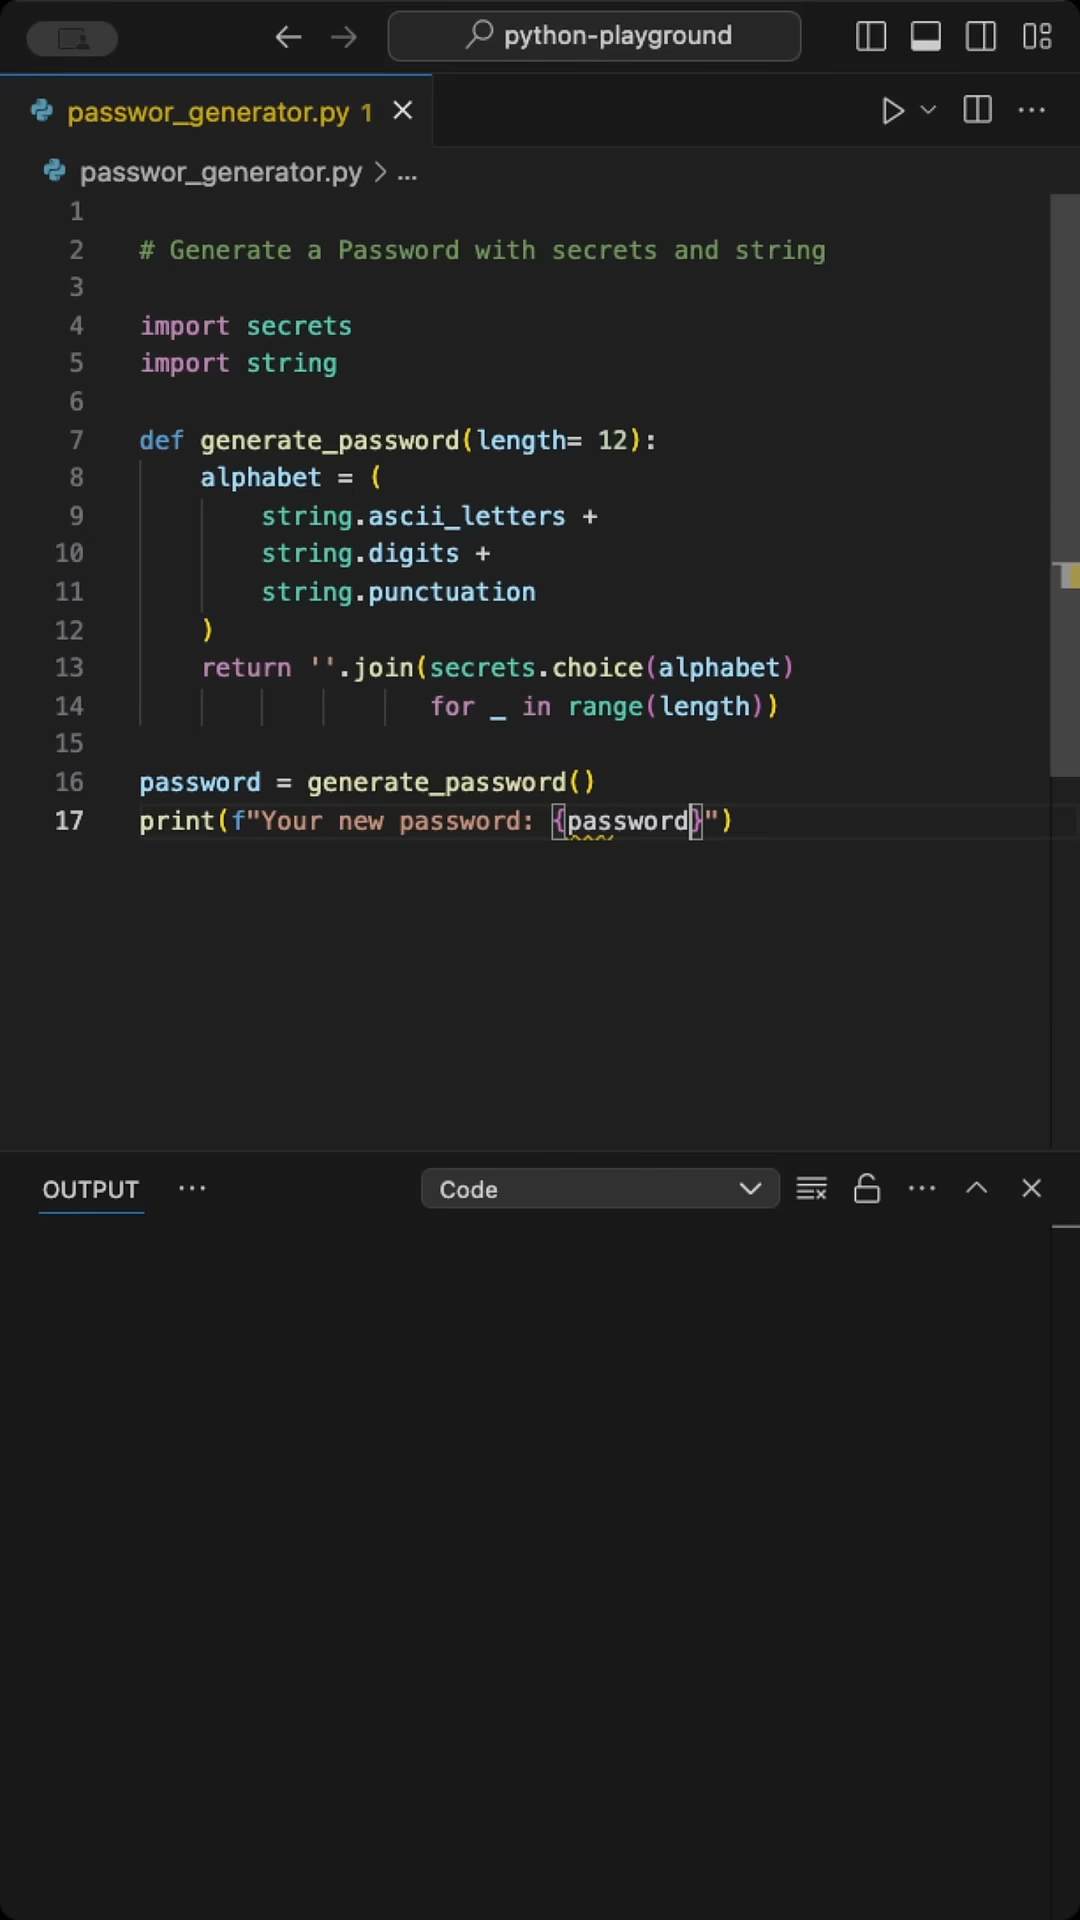 python-playground
passwor_generator.py 1
passwor_generator.py > ...
1
2 # Generate a Password with secrets and string
3
4 import secrets
5 import string
6
7 def generate_password(length= 12):
8     alphabet = (
9         string.ascii_letters +
10         string.digits +
11         string.punctuation
12     )
13     return ''.join(secrets.choice(alphabet)
14                    for _ in range(length))
15
16 password = generate_password()
17 print(f"Your new password: {password}")
OUTPUT ... Code